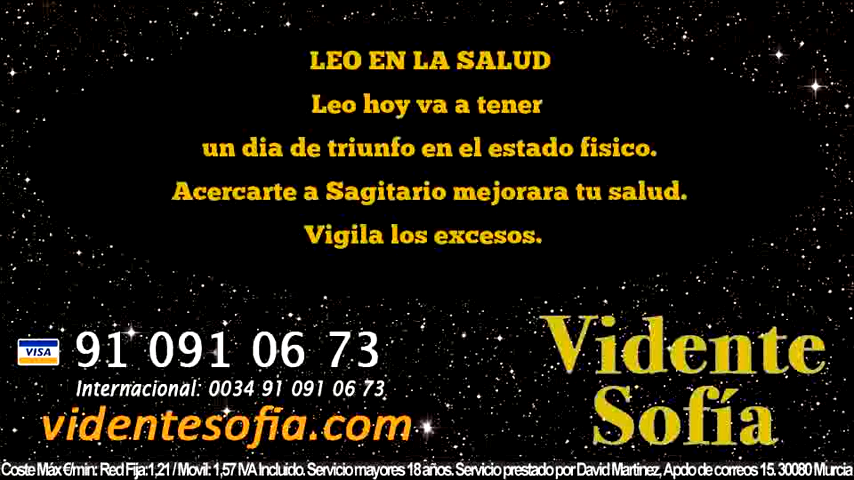 LEO EN LA SALUD
Leo hoy va a tener
un dia de triunfo en el estado fisico.
Acercarte a Sagitario mejorara tu salud.
Vigila los excesos.
VISA 91 091 06 73
Internacional: 0034 91 091 06 73
videntesofia.com
Vidente
Sofía
Coste Máx €/min: Red Fija:1,21 / Movil: 1,57 IVA Incluido. Servicio mayores 18 años. Servicio prestado por David Martinez, Apdo de correos 15. 30080 Murcia